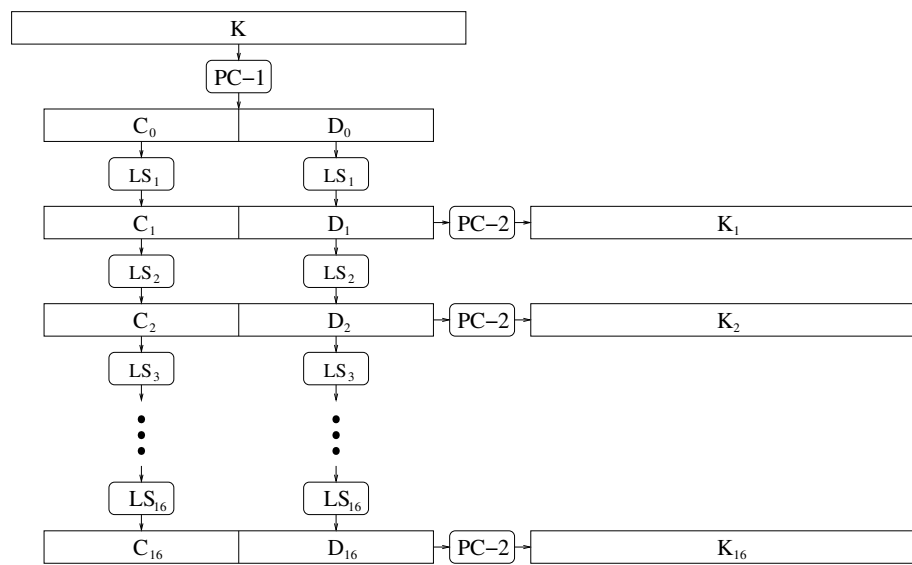 K
PC−1
C₀ D₀
LS₁ LS₁
C₁ D₁ PC−2 K₁
LS₂ LS₂
C₂ D₂ PC−2 K₂
LS₃ LS₃
LS₁₆ LS₁₆
C₁₆ D₁₆ PC−2 K₁₆